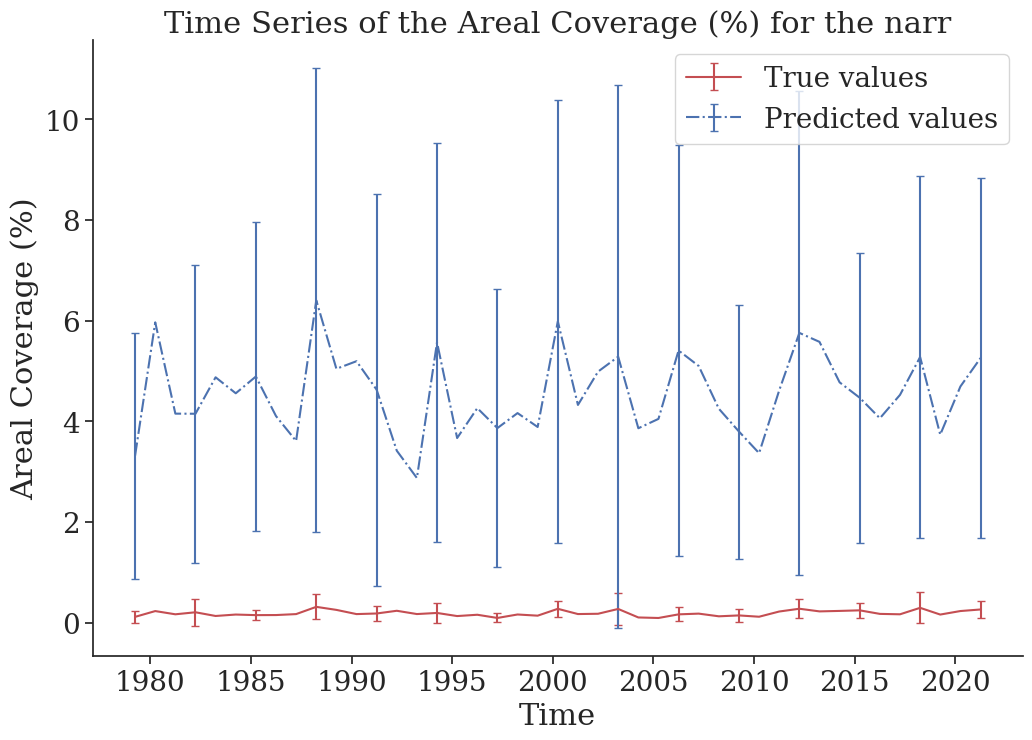 Time Series of the Areal Coverage (%) for the narr
True values
Predicted values
Areal Coverage (%)
10
8
6
4
2
0
1980 1985 1990 1995 2000 2005 2010 2015 2020
Time